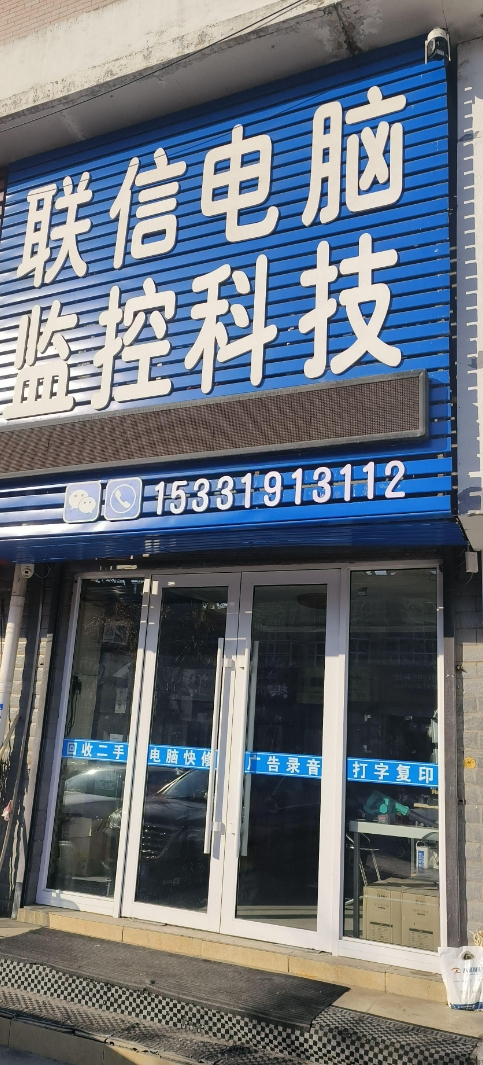 联信电脑
监控科技
15331913112
回收二手 电脑快修 广告录音 打字复印